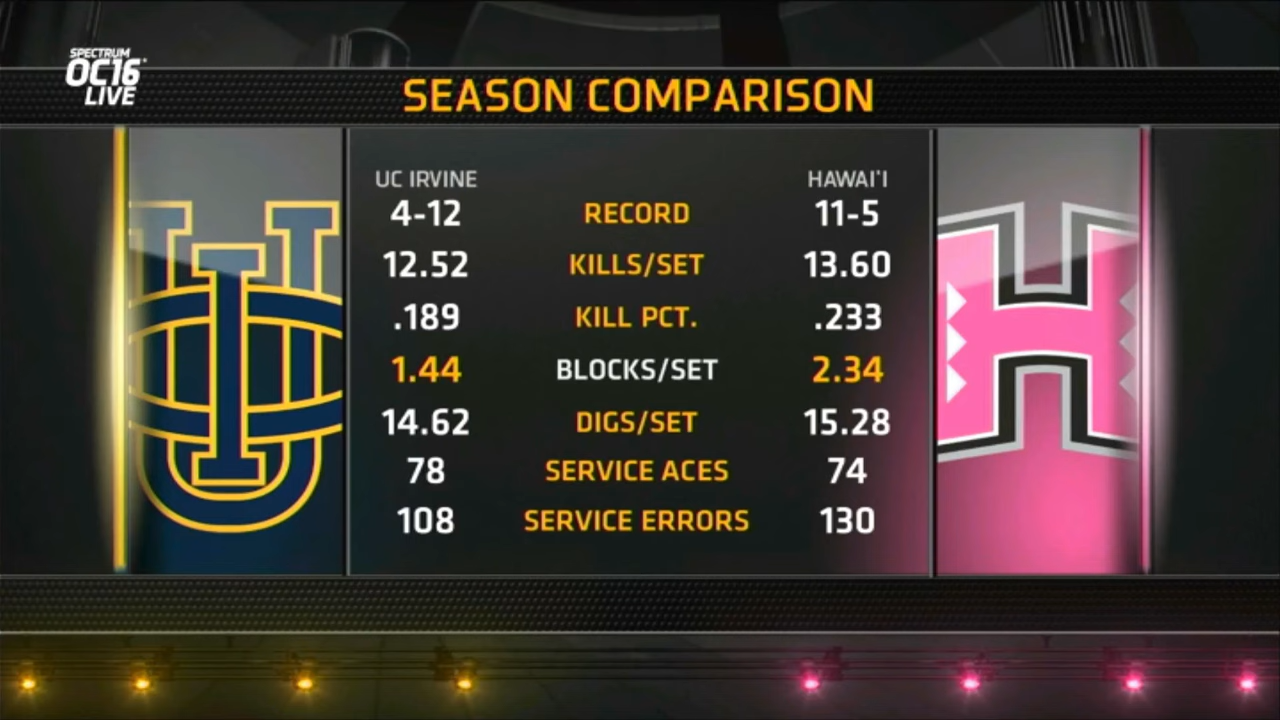 SPECTRUM
OC16
LIVE
SEASON COMPARISON
UC IRVINE HAWAI'I
4-12 RECORD 11-5
12.52 KILLS/SET 13.60
.189 KILL PCT. .233
1.44 BLOCKS/SET 2.34
14.62 DIGS/SET 15.28
78 SERVICE ACES 74
108 SERVICE ERRORS 130
UCI
H